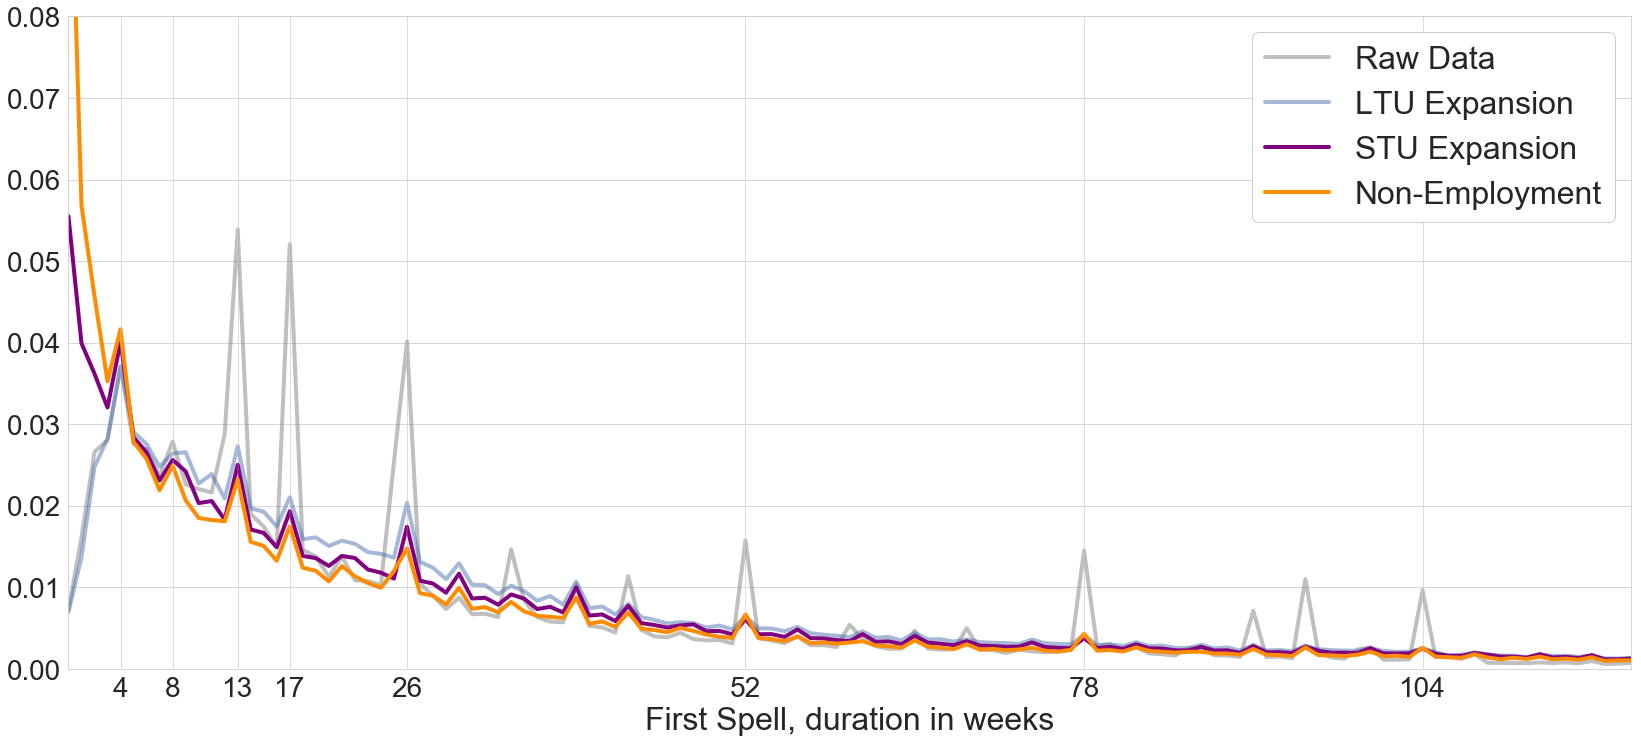 0.08
0.07
0.06
0.05
0.04
0.03
0.02
0.01
0.00
4 8 13 17 26 52 78 104
First Spell, duration in weeks
Raw Data
LTU Expansion
STU Expansion
Non-Employment